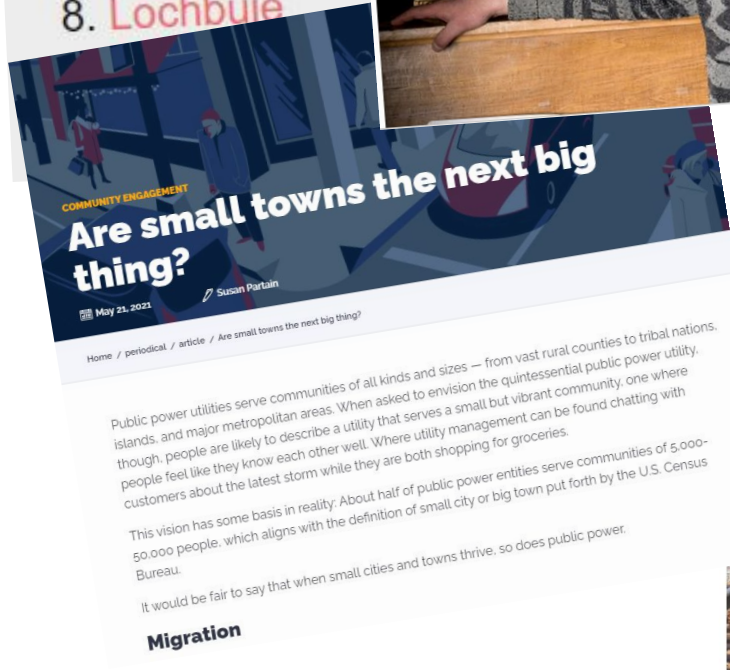 8. Lochbuie
COMMUNITY ENGAGEMENT
Are small towns the next big
thing?
May 21, 2021 Susan Partain
Home / periodical / article / Are small towns the next big thing?
Public power utilities serve communities of all kinds and sizes — from vast rural counties to tribal nations,
islands, and major metropolitan areas. When asked to envision the quintessential public power utility,
though, people are likely to describe a utility that serves a small but vibrant community, one where
people feel like they know each other well. Where utility management can be found chatting with
customers about the latest storm while they are both shopping for groceries.
This vision has some basis in reality: About half of public power entities serve communities of 5,000-
50,000 people, which aligns with the definition of small city or big town put forth by the U.S. Census
Bureau.
It would be fair to say that when small cities and towns thrive, so does public power.
Migration